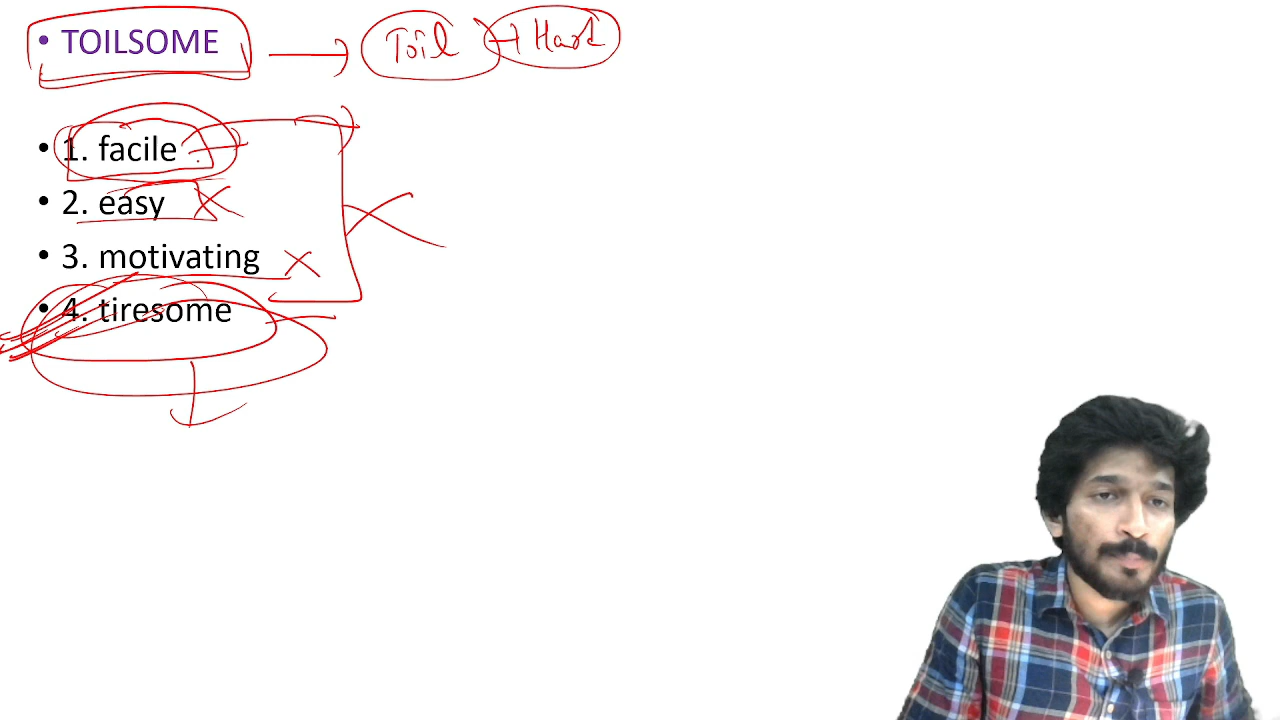 • TOILSOME Toil → Hard
• 1. facile
• 2. easy
• 3. motivating
• 4. tiresome